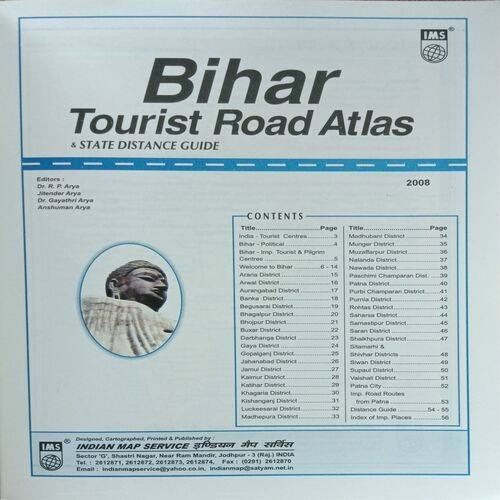 IMS ®
Bihar
Tourist Road Atlas
& STATE DISTANCE GUIDE
Editors :
Dr. R. P. Arya
Jitender Arya
Dr. Gayathri Arya
Anshuman Arya
2008
CONTENTS
Title....................Page
India - Tourist Centres...........3
Bihar - Political....................4
Bihar - Imp. Tourist & Pilgrim
Centres..............................5
Welcome to Bihar...........6 - 14
Araria District.....................15
Arwal District.....................16
Aurangabad District............17
Banka District....................18
Begusarai District...............19
Bhagalpur District...............20
Bhojpur District..................21
Buxar District.....................22
Darbhanga District..............23
Gaya District......................24
Gopalganj District...............25
Jahanabad District..............26
Jamui District.....................27
Kaimur District...................28
Katihar District...................29
Khagaria District.................30
Kishanganj District..............31
Luckeesarai District.............32
Madhepura District..............33
Title....................Page
Madhubani District..............34
Munger District..................35
Muzaffarpur District.............36
Nalanda District.................37
Nawada District..................38
Paschimi Champaran Dist. ...39
Patna District.....................40
Purbi Champaran District......41
Purnia District....................42
Rohtas District...................43
Saharsa District..................44
Samastipur District..............45
Saran District.....................46
Shaikhpura District..............47
Sitamarhi &
Shivhar Districts.................48
Siwan District....................49
Supaul District...................50
Vaishali District..................51
Patna City.........................52
Imp. Road Routes
from Patna.......................53
Distance Guide.............54 - 55
Index of Imp. Places............56
IMS ®
Designed, Cartographed, Printed & Published by :
INDIAN MAP SERVICE इण्डियन मैप सर्विस
Sector 'G', Shastri Nagar, Near Ram Mandir, Jodhpur - 3 (Raj.) INDIA
Tel. : 2612871, 2612872, 2612873, 2612874, Fax : (0291) 2612870
Email : indianmapservice@yahoo.co.in, indianmap@satyam.net.in